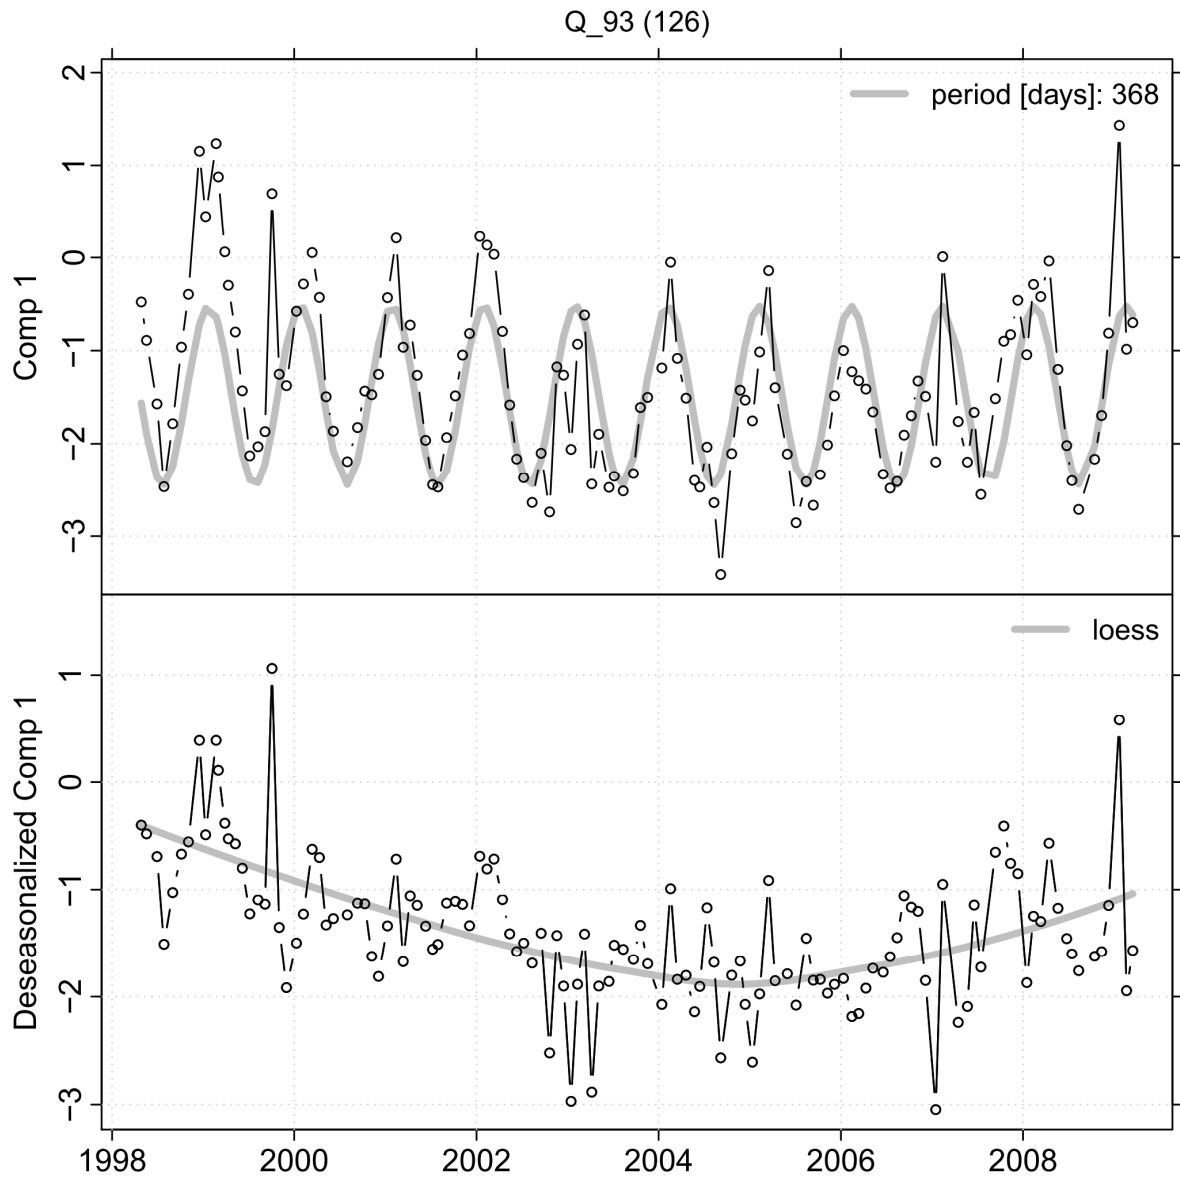 Q_93 (126)
period [days]: 368
Comp 1
2
1
0
−1
−2
−3
loess
Deseasonalized Comp 1
1
0
−1
−2
−3
1998 2000 2002 2004 2006 2008